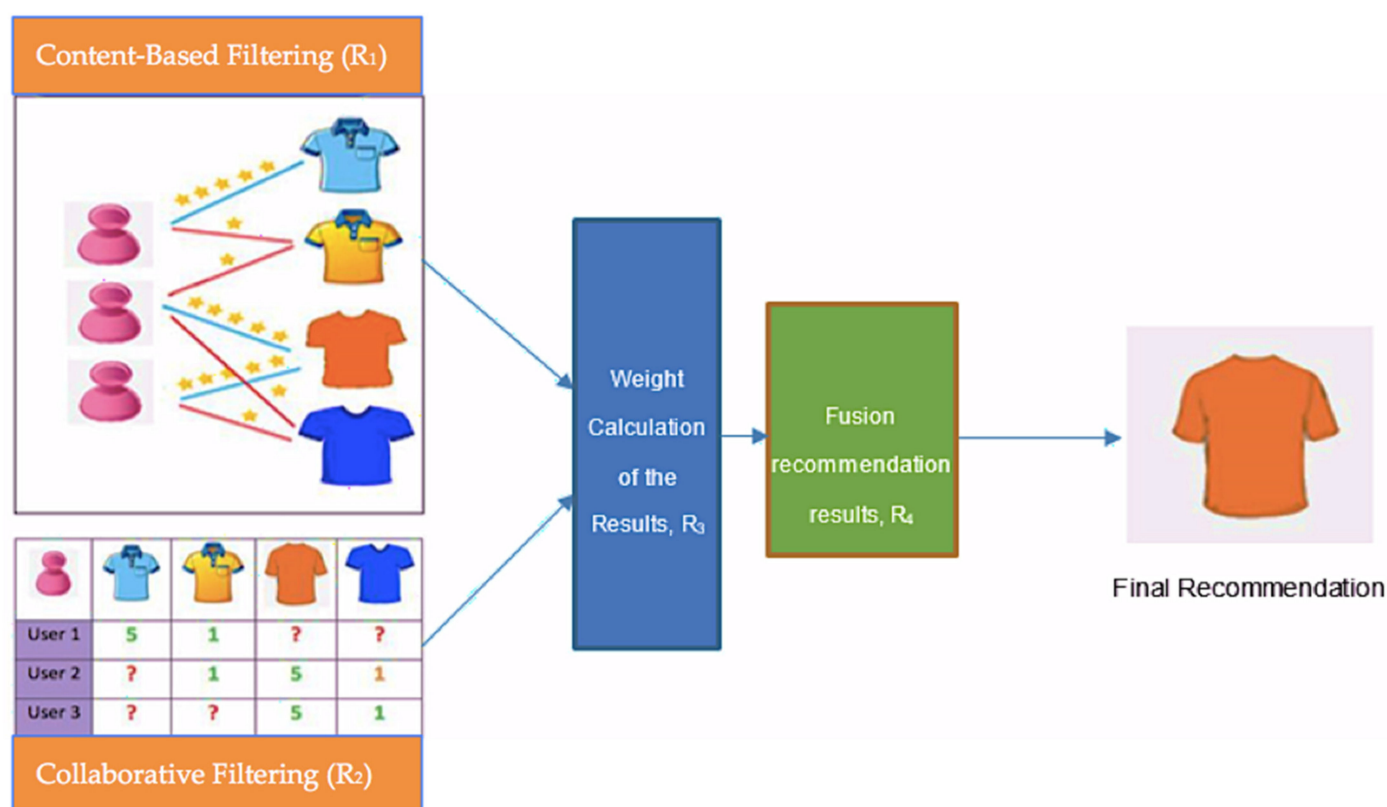 Content-Based Filtering (R₁)
Weight
Calculation
of the
Results, R₃
Fusion
recommendation
results, R₄
Final Recommendation
User 1 5 1 ? ?
User 2 ? 1 5 1
User 3 ? ? 5 1
Collaborative Filtering (R₂)